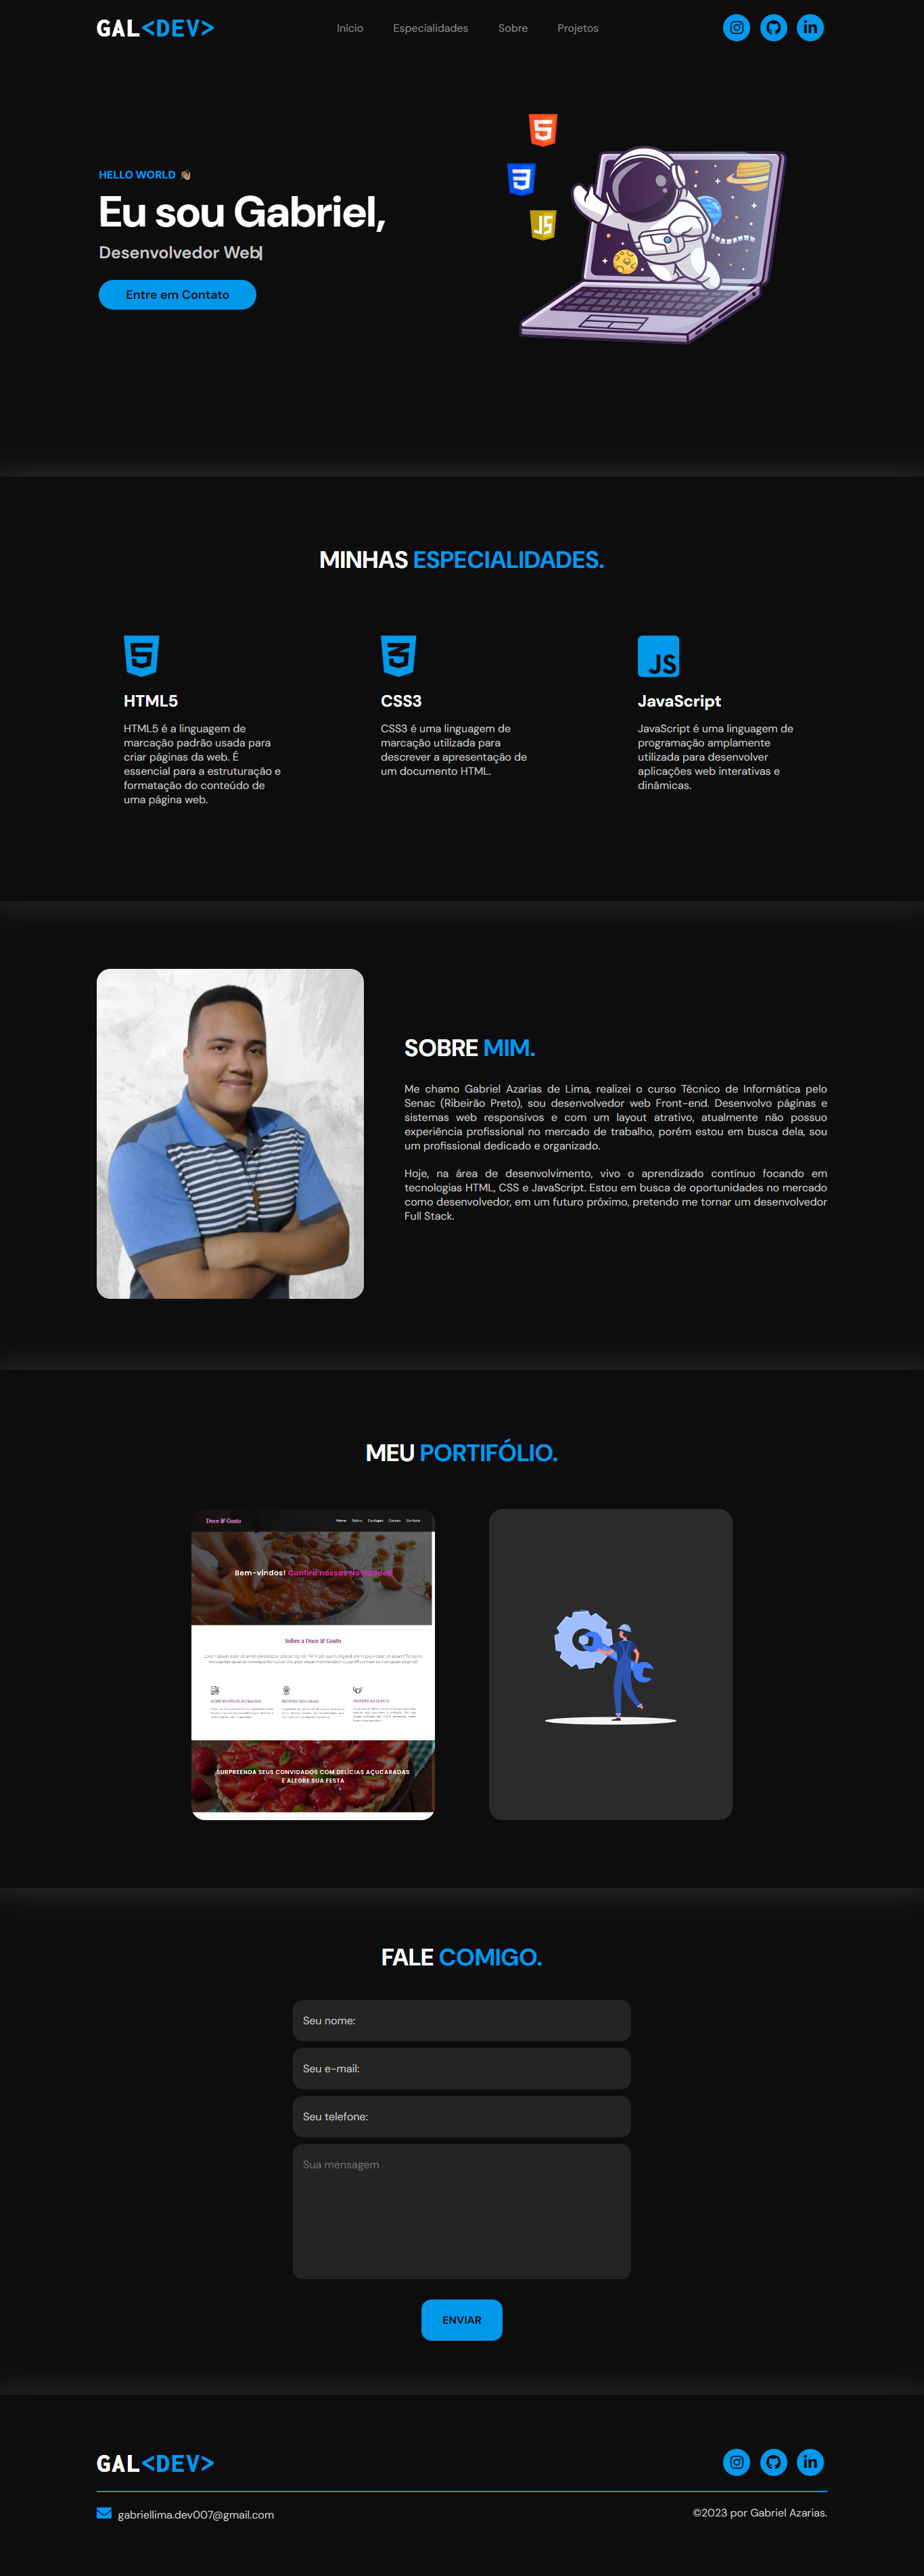 GAL<DEV>
Início Especialidades Sobre Projetos
HELLO WORLD 👋🏽
Eu sou Gabriel,
Desenvolvedor Web|
Entre em Contato
5
3
JS
MINHAS ESPECIALIDADES.
5
3
JS
HTML5
HTML5 é a linguagem de
marcação padrão usada para
criar páginas da web. É
essencial para a estruturação e
formatação do conteúdo de
uma página web.
CSS3
CSS3 é uma linguagem de
marcação utilizada para
descrever a apresentação de
um documento HTML.
JavaScript
JavaScript é uma linguagem de
programação amplamente
utilizada para desenvolver
aplicações web interativas e
dinâmicas.
SOBRE MIM.
Me chamo Gabriel Azarias de Lima, realizei o curso Técnico de Informática pelo
Senac (Ribeirão Preto), sou desenvolvedor web Front-end. Desenvolvo páginas e
sistemas web responsivos e com um layout atrativo, atualmente não possuo
experiência profissional no mercado de trabalho, porém estou em busca dela, sou
um profissional dedicado e organizado.
Hoje, na área de desenvolvimento, vivo o aprendizado contínuo focando em
tecnologias HTML, CSS e JavaScript. Estou em busca de oportunidades no mercado
como desenvolvedor, em um futuro próximo, pretendo me tornar um desenvolvedor
Full Stack.
MEU PORTIFÓLIO.
Doce & Gosto
Home Sobre Cardápio Canais Contato
Bem-vindos! Confira nossas Novidades!
Sobre a Doce & Gosto
SURPREENDA SEUS CONVIDADOS COM DELÍCIAS AÇUCARADAS
E ALEGRE SUA FESTA
FALE COMIGO.
Seu nome:
Seu e-mail:
Seu telefone:
Sua mensagem
ENVIAR
GAL<DEV>
in
gabriellima.dev007@gmail.com
©2023 por Gabriel Azarias.